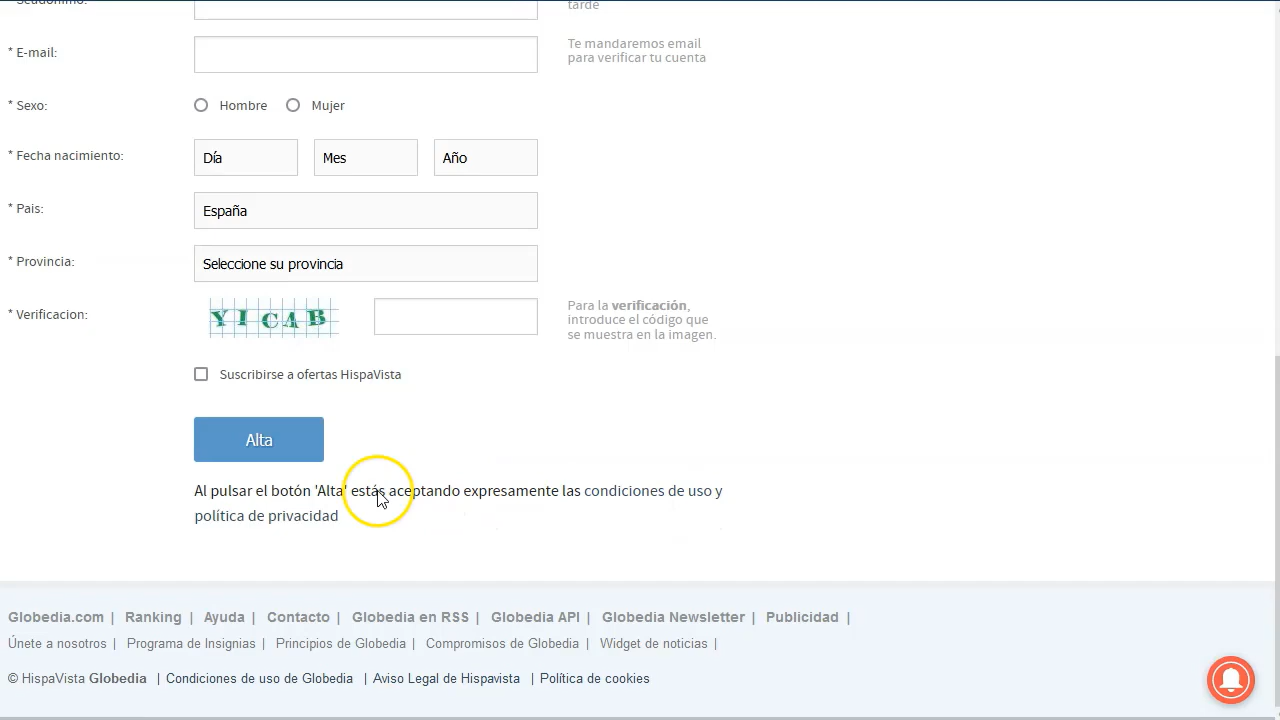 Seudónimo:
tarde
* E-mail:
Te mandaremos email
para verificar tu cuenta
* Sexo:
Hombre
Mujer
* Fecha nacimiento:
Día
Mes
Año
* Pais:
España
* Provincia:
Seleccione su provincia
* Verificacion:
YICAB
Para la verificación,
introduce el código que
se muestra en la imagen.
Suscribirse a ofertas HispaVista
Alta
Al pulsar el botón 'Alta' estás aceptando expresamente las condiciones de uso y
política de privacidad
Globedia.com | Ranking | Ayuda | Contacto | Globedia en RSS | Globedia API | Globedia Newsletter | Publicidad |
Únete a nosotros | Programa de Insignias | Principios de Globedia | Compromisos de Globedia | Widget de noticias |
© HispaVista Globedia | Condiciones de uso de Globedia | Aviso Legal de Hispavista | Política de cookies